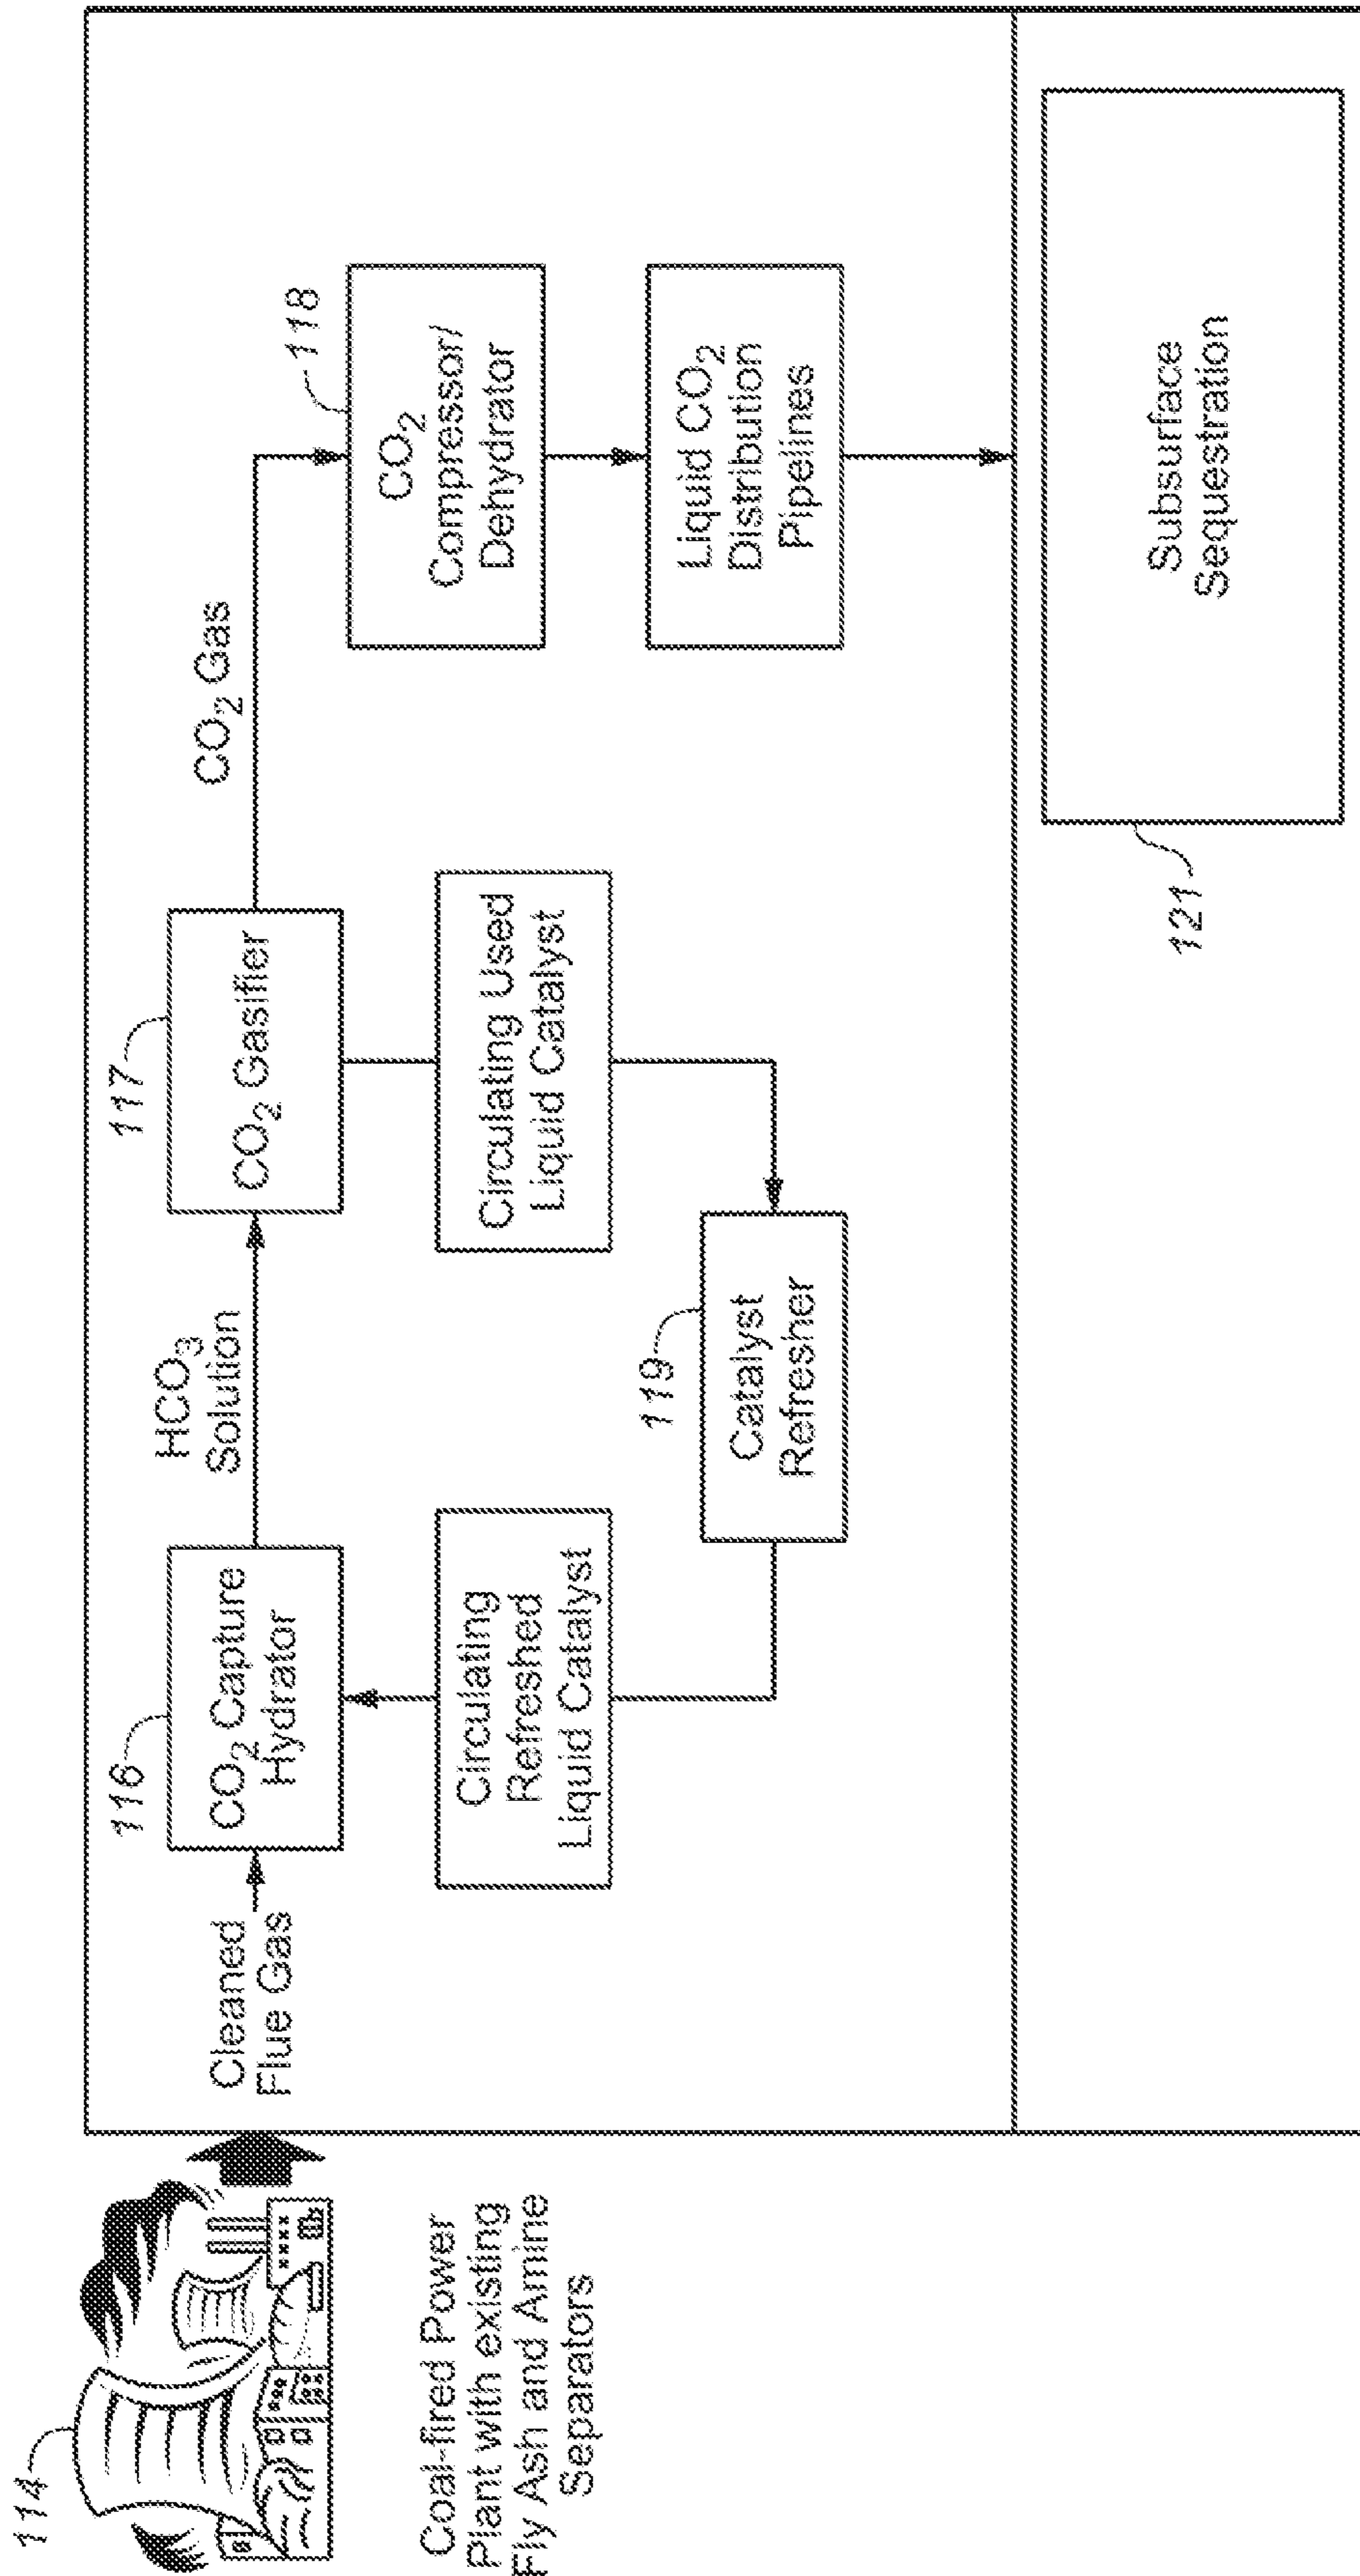 114
Coal-fired Power
Plant with existing
Fly Ash and Amine
Separators
Cleaned
Flue Gas
116
CO₂ Capture
Hydrator
HCO₃
Solution
117
CO₂ Gasifier
CO₂ Gas
118
CO₂
Compressor/
Dehydrator
Liquid CO₂
Distribution
Pipelines
Circulating
Refreshed
Liquid Catalyst
Circulating Used
Liquid Catalyst
119
Catalyst
Refresher
121
Subsurface
Sequestration